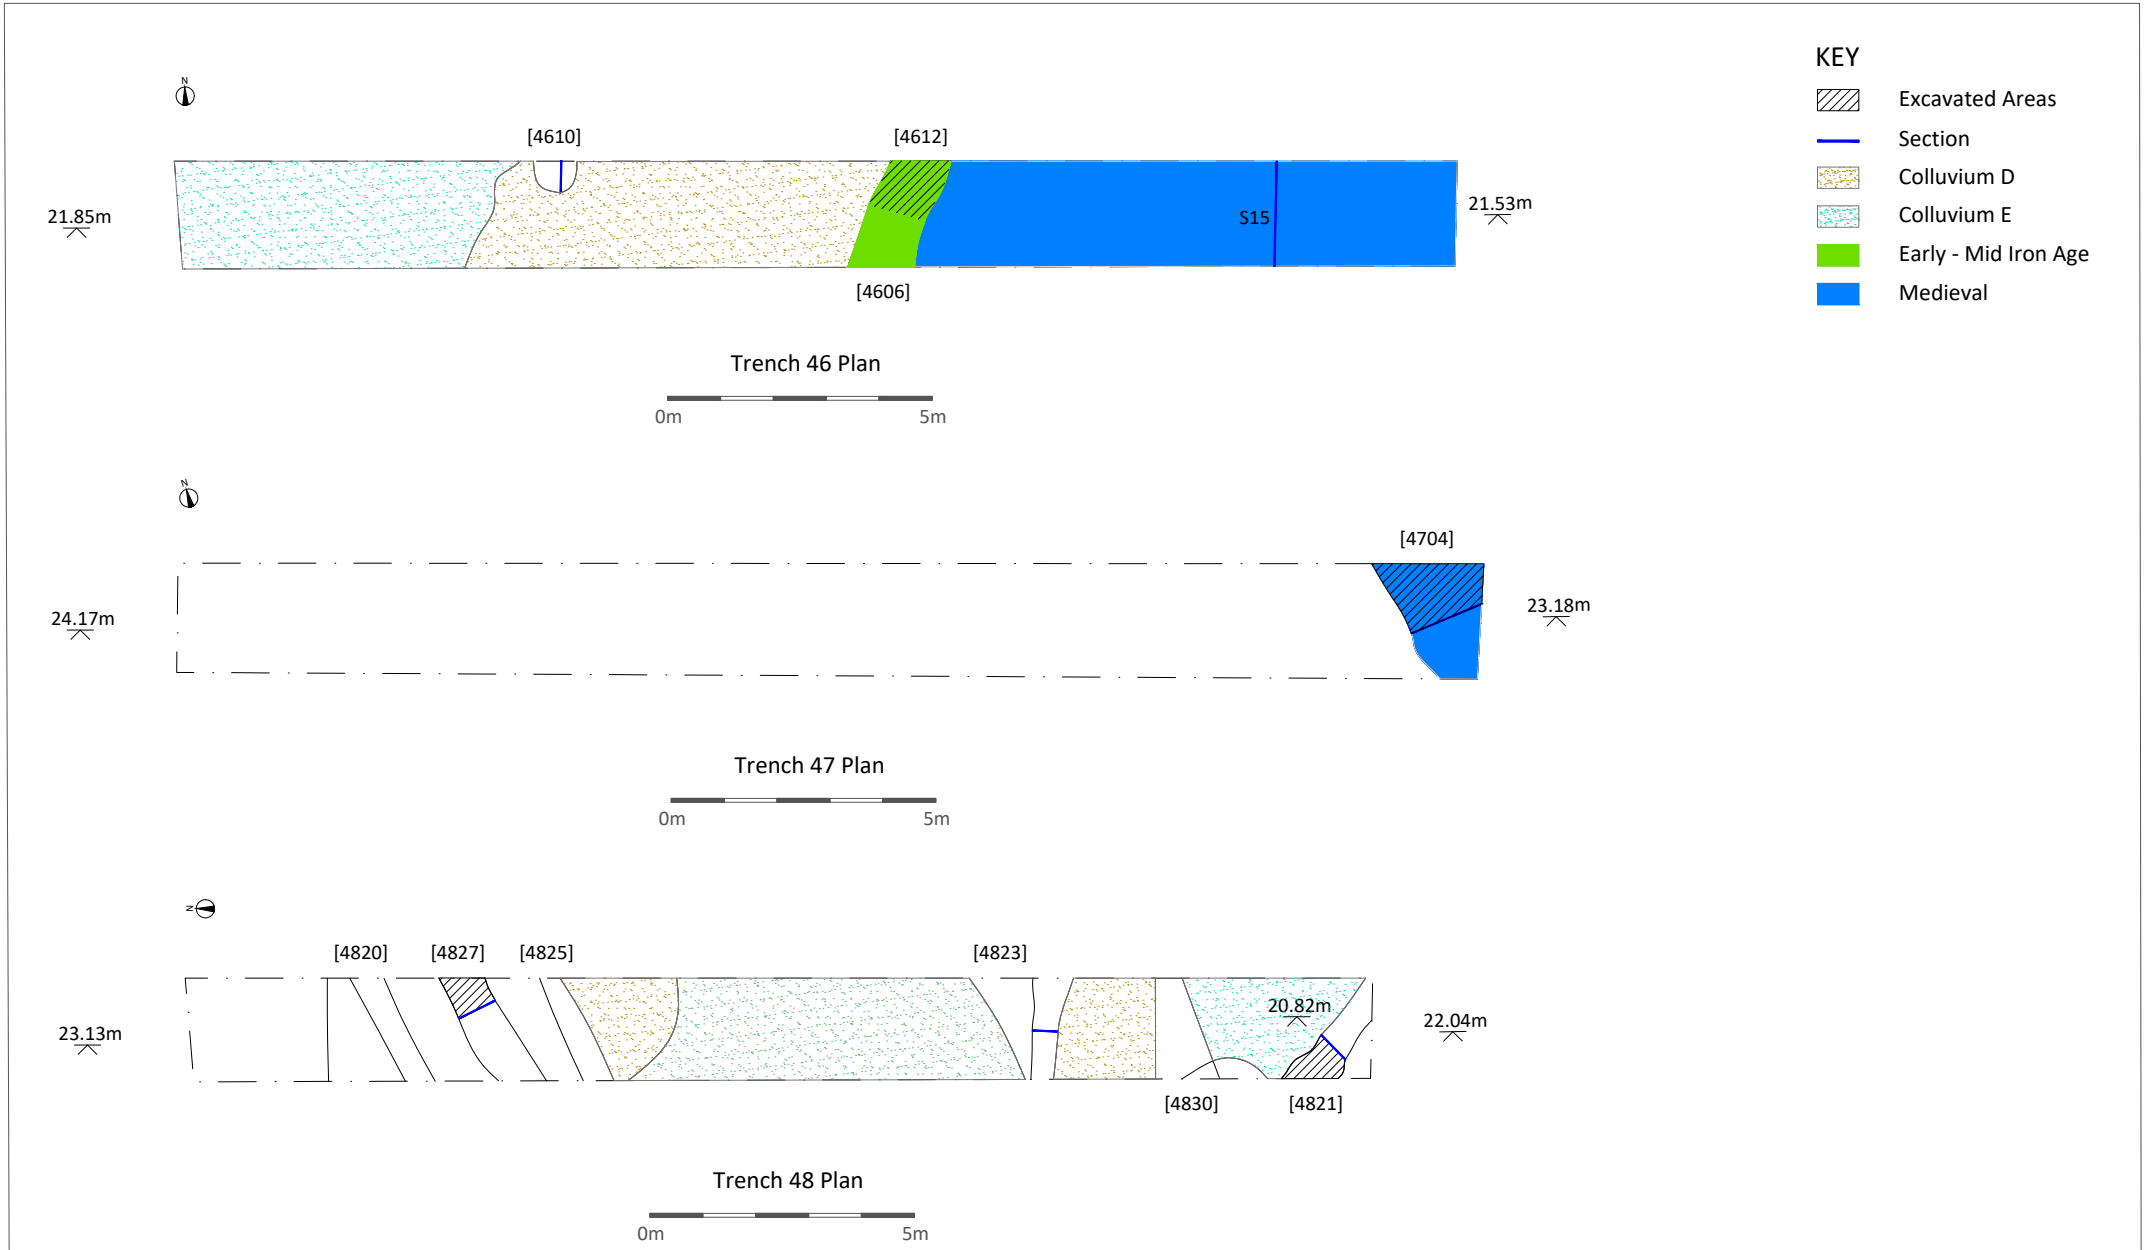 KEY
Excavated Areas
Section
Colluvium D
Colluvium E
Early - Mid Iron Age
Medieval
N
[4610]
[4612]
21.85m
S15
21.53m
[4606]
Trench 46 Plan
0m
5m
N
[4704]
24.17m
23.18m
Trench 47 Plan
0m
5m
N
[4820]
[4827]
[4825]
[4823]
23.13m
20.82m
22.04m
[4830]
[4821]
Trench 48 Plan
0m
5m